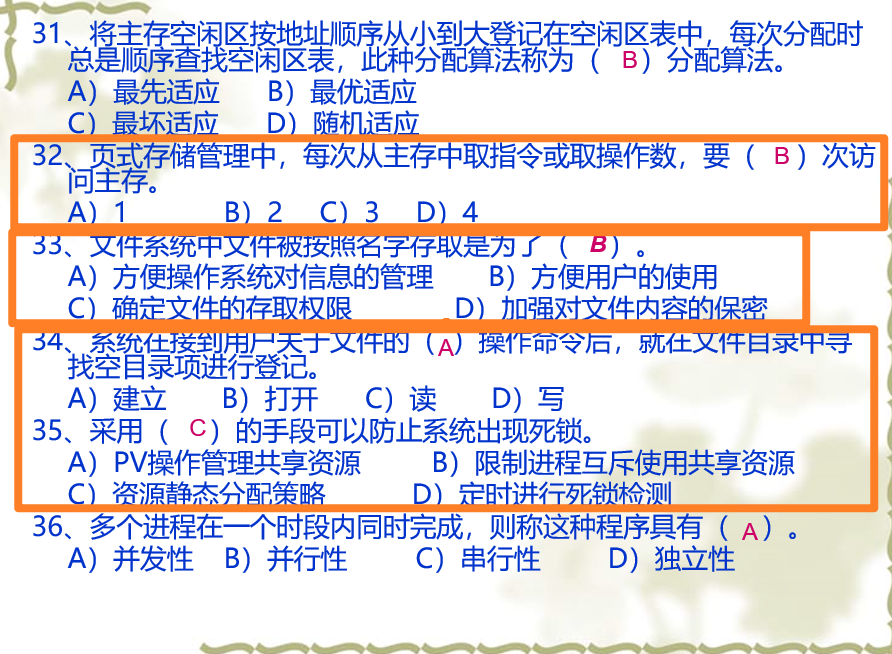 31、将主存空闲区按地址顺序从小到大登记在空闲区表中，每次分配时
总是顺序查找空闲区表，此种分配算法称为（ B ）分配算法。
A）最先适应 B）最优适应
C）最坏适应 D）随机适应
32、页式存储管理中，每次从主存中取指令或取操作数，要（ B ）次访
问主存。
A）1 B）2 C）3 D）4
33、文件系统中文件被按照名字存取是为了（ B ）。
A）方便操作系统对信息的管理 B）方便用户的使用
C）确定文件的存取权限 D）加强对文件内容的保密
34、系统在接到用户关于文件的（A）操作命令后，就在文件目录中寻
找空目录项进行登记。
A）建立 B）打开 C）读 D）写
35、采用（ C ）的手段可以防止系统出现死锁。
A）PV操作管理共享资源 B）限制进程互斥使用共享资源
C）资源静态分配策略 D）定时进行死锁检测
36、多个进程在一个时段内同时完成，则称这种程序具有（ A ）。
A）并发性 B）并行性 C）串行性 D）独立性